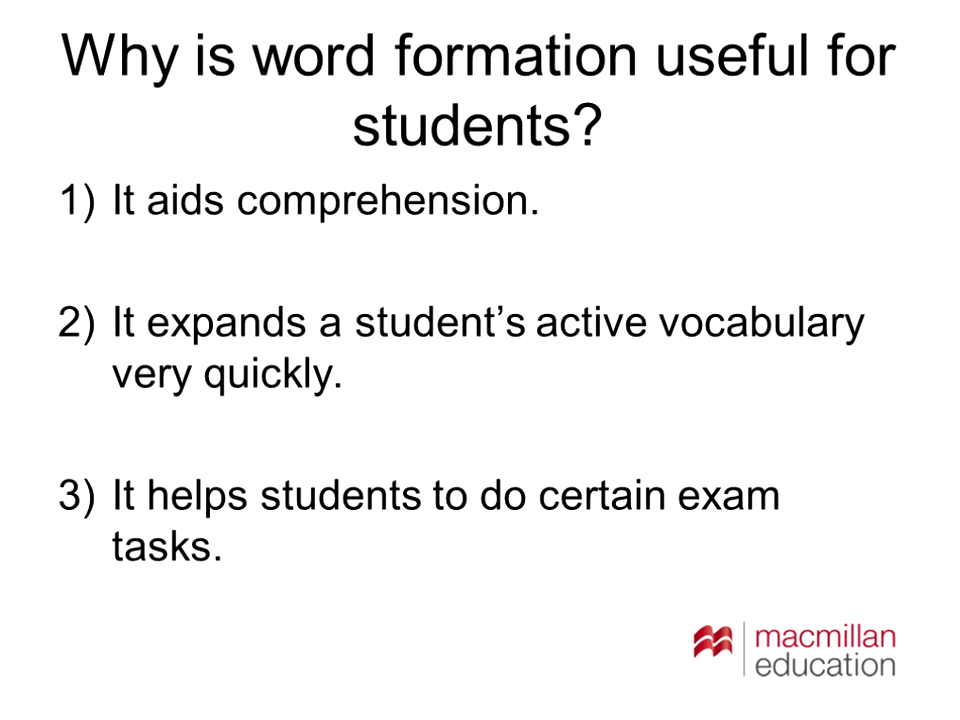 Why is word formation useful for
students?
1) It aids comprehension.
2) It expands a student’s active vocabulary
very quickly.
3) It helps students to do certain exam
tasks.
macmillan
education